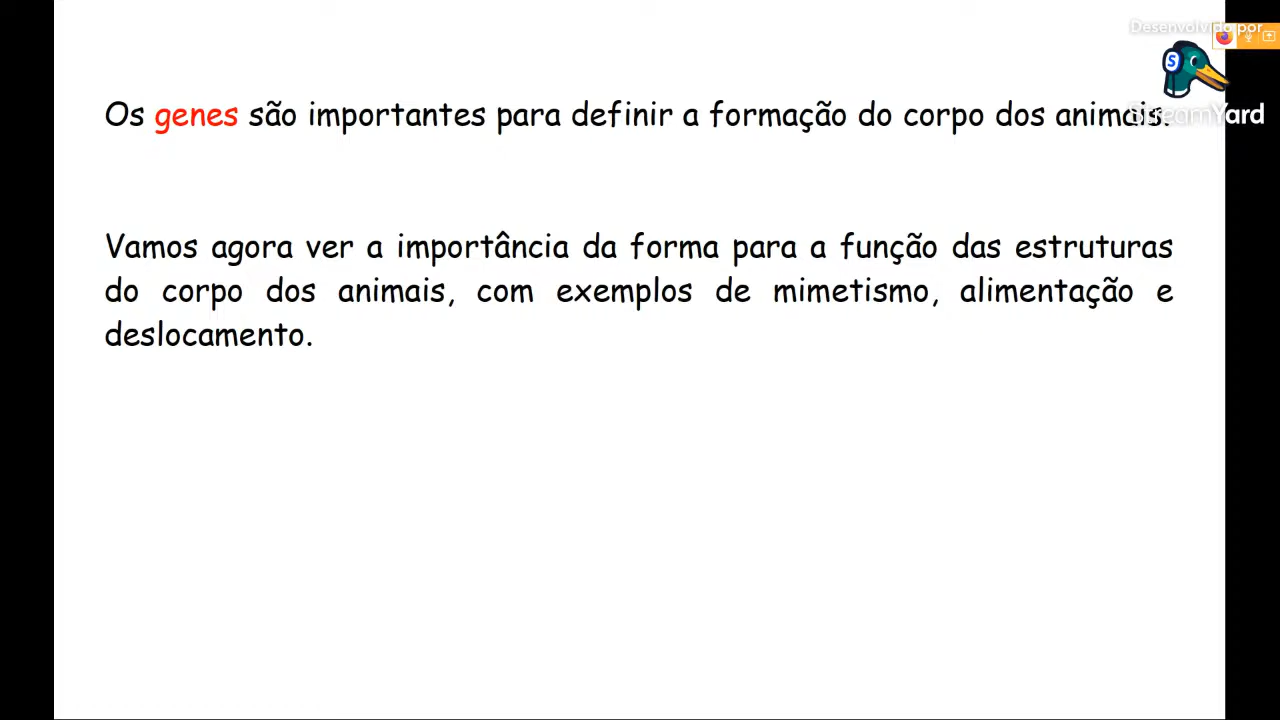 Desenvolvido por
StreamYard
Os genes são importantes para definir a formação do corpo dos animais.
Vamos agora ver a importância da forma para a função das estruturas
do corpo dos animais, com exemplos de mimetismo, alimentação e
deslocamento.